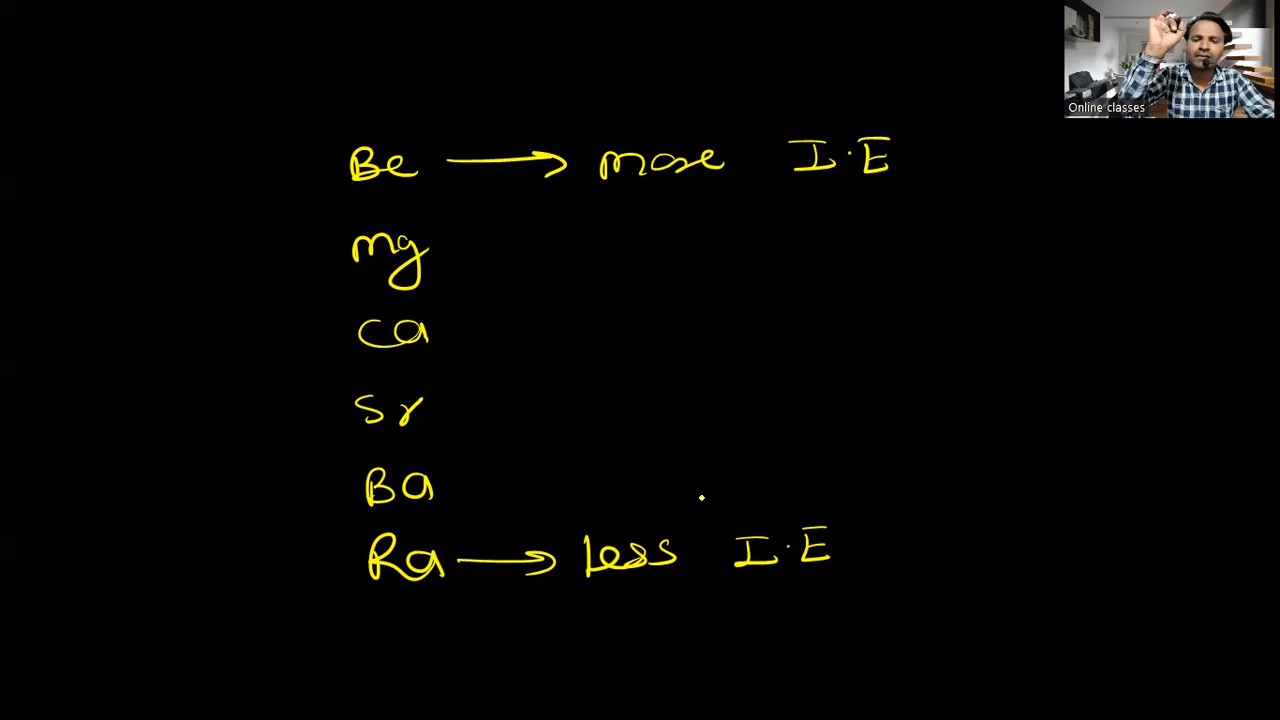 Online classes
Be → more I.E
Mg
Ca
Sr
Ba
Ra → Less I.E